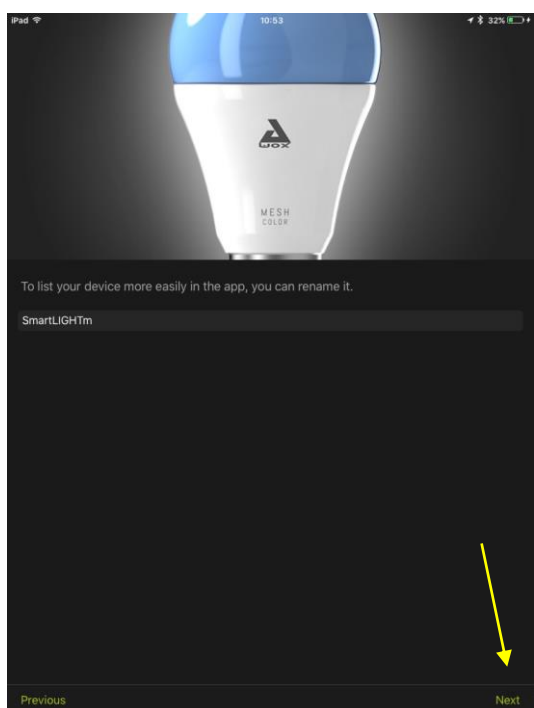 iPad 10:53 32%
AWOX
MESH
COLOR
To list your device more easily in the app, you can rename it.
SmartLIGHTm
Previous Next